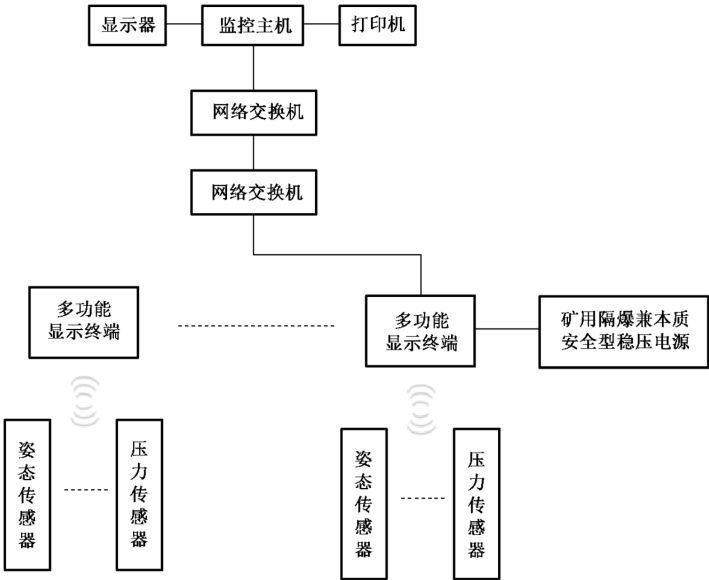 显示器
监控主机
打印机
网络交换机
网络交换机
多功能
显示终端
多功能
显示终端
矿用隔爆兼本质
安全型稳压电源
姿态传感器
压力传感器
姿态传感器
压力传感器